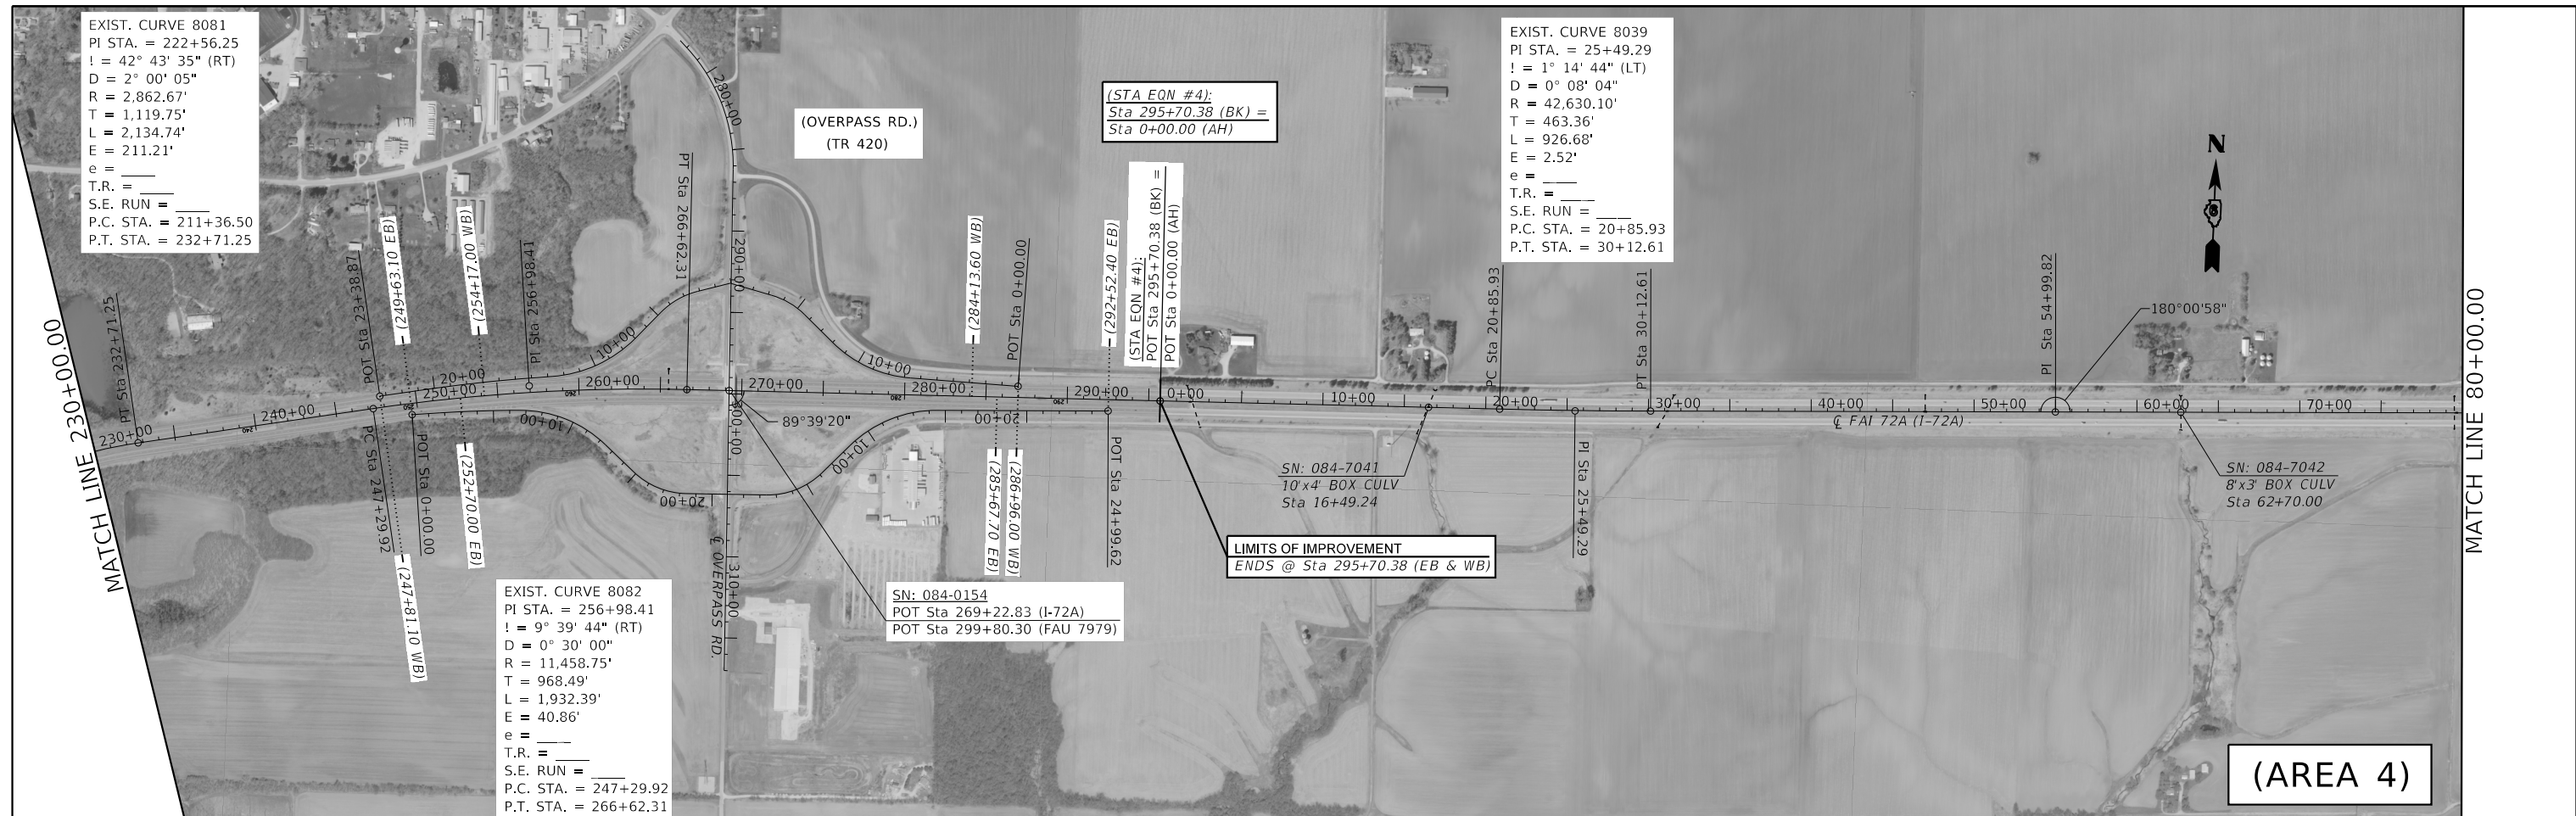 EXIST. CURVE 8081
PI STA. = 222+56.25
! = 42° 43' 35" (RT)
D = 2° 00' 05"
R = 2,862.67'
T = 1,119.75'
L = 2,134.74'
E = 211.21'
e = ____
T.R. = ____
S.E. RUN = ____
P.C. STA. = 211+36.50
P.T. STA. = 232+71.25
(OVERPASS RD.)
(TR 420)
(STA EQN #4):
Sta 295+70.38 (BK) =
Sta 0+00.00 (AH)
EXIST. CURVE 8039
PI STA. = 25+49.29
! = 1° 14' 44" (LT)
D = 0° 08' 04"
R = 42,630.10'
T = 463.36'
L = 926.68'
E = 2.52'
e = ____
T.R. = ____
S.E. RUN = ____
P.C. STA. = 20+85.93
P.T. STA. = 30+12.61
N
MATCH LINE 230+00.00
PT Sta 232+71.25
POT Sta 23+38.87
(249+63.10 EB)
(254+17.00 WB)
PI Sta 256+98.41
PT Sta 266+62.31
280+00
290+00
(284+13.60 WB)
POT Sta 0+00.00
(292+52.40 EB)
(STA EQN #4):
POT Sta 295+70.38 (BK) =
POT Sta 0+00.00 (AH)
PC Sta 20+85.93
PT Sta 30+12.61
PI Sta 54+99.82
180°00'58"
MATCH LINE 80+00.00
10+00
10+00
20+00
230+00
240+00
250+00
260+00
270+00
280+00
290+00
0+00
10+00
20+00
30+00
40+00
50+00
60+00
70+00
240
250
260
280
290
℄ FAI 72A (I-72A)
10+00
20+00
10+00
20+00
300+00
310+00
89°39'20"
PC Sta 247+29.92
(247+81.10 WB)
POT Sta 0+00.00
(252+70.00 EB)
℄ OVERPASS RD.
(285+67.70 EB)
(286+96.00 WB)
POT Sta 24+99.62
SN: 084-7041
10'x4' BOX CULV
Sta 16+49.24
PI Sta 25+49.29
SN: 084-7042
8'x3' BOX CULV
Sta 62+70.00
LIMITS OF IMPROVEMENT
ENDS @ Sta 295+70.38 (EB & WB)
SN: 084-0154
POT Sta 269+22.83 (I-72A)
POT Sta 299+80.30 (FAU 7979)
EXIST. CURVE 8082
PI STA. = 256+98.41
! = 9° 39' 44" (RT)
D = 0° 30' 00"
R = 11,458.75'
T = 968.49'
L = 1,932.39'
E = 40.86'
e = ____
T.R. = ____
S.E. RUN = ____
P.C. STA. = 247+29.92
P.T. STA. = 266+62.31
(AREA 4)